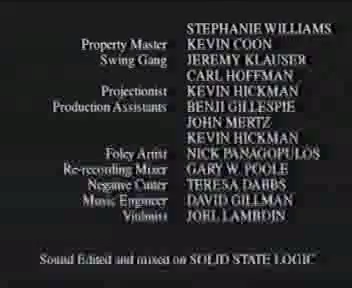 STEPHANIE WILLIAMS
Property Master KEVIN COON
Swing Gang JEREMY KLAUSER
CARL HOFFMAN
Projectionist KEVIN HICKMAN
Production Assistants BENJI GILLESPIE
JOHN MERTZ
KEVIN HICKMAN
Foley Artist NICK PANAGOPULOS
Re-recording Mixer GARY W. POOLE
Negative Cutter TERESA DABBS
Music Engineer DAVID GILLMAN
Violinist JOEL LAMBDIN
Sound Edited and mixed on SOLID STATE LOGIC